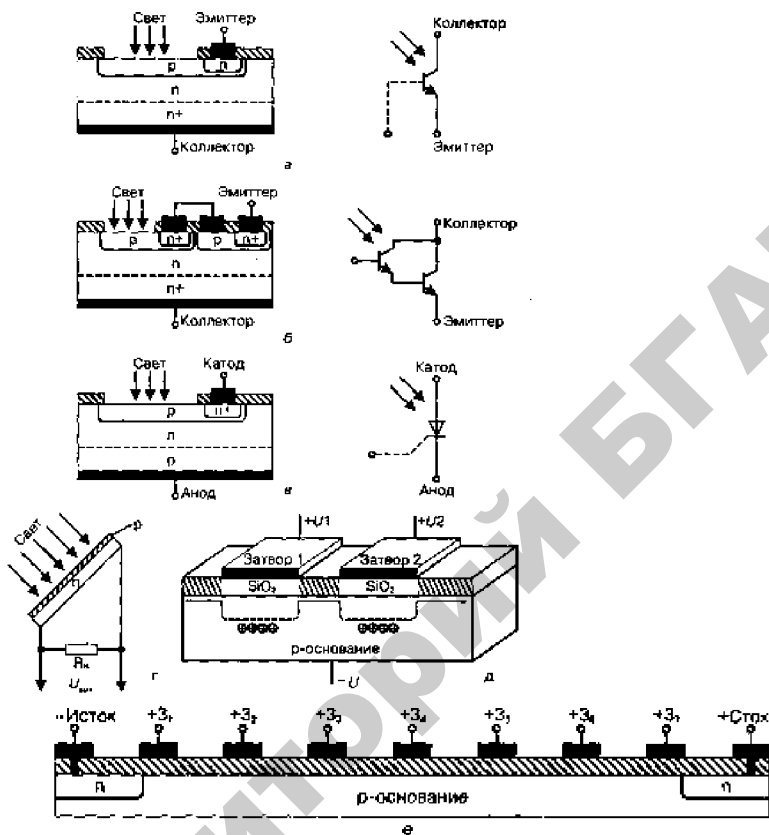 Свет Эмиттер
Коллектор
p n
n
n+
Коллектор
Эмиттер
а
Свет Эмиттер
Коллектор
p n+ p n+
n
n+
Коллектор
Эмиттер
б
Свет Катод
Катод
p n+
n
p
Анод
Анод
в
Свет
p
n
Rн
г
+U1 +U2
Затвор 1 Затвор 2
SiO2 SiO2
⊕⊕⊕⊕ ⊕⊕⊕⊕
p-основание
-U
д
-Исток +З1 +З2 +З3 +З4 +З5 +З6 +З7 +Сток
n n
p-основание
е